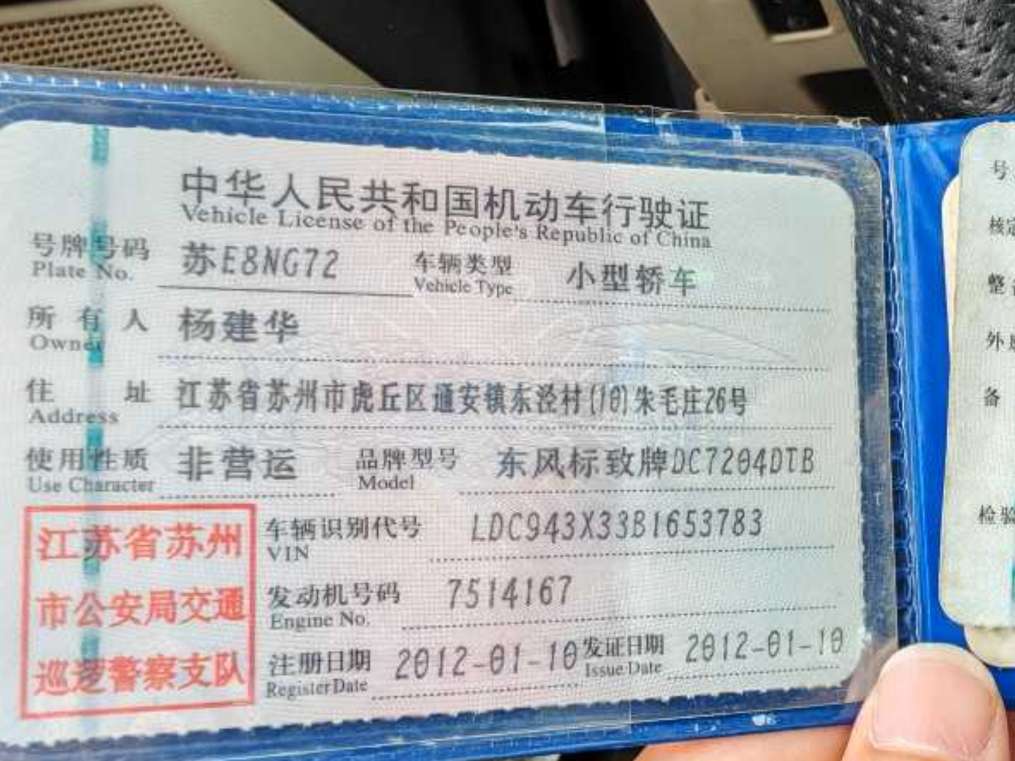 中华人民共和国机动车行驶证
Vehicle License of the People's Republic of China
号牌号码 苏E8NG72 车辆类型 小型轿车
Plate No. Vehicle Type
所有人 杨建华
Owner
住址 江苏省苏州市虎丘区通安镇东泾村(10)朱毛庄26号
Address
使用性质 非营运 品牌型号 东风标致牌DC7204DTB
Use Character Model
江苏省苏州
市公安局交通
巡逻警察支队
车辆识别代号 LDC943X33B1653783
VIN
发动机号码 7514167
Engine No.
注册日期 2012-01-10 发证日期 2012-01-10
Register Date Issue Date
号
核定
整
外
备
检验